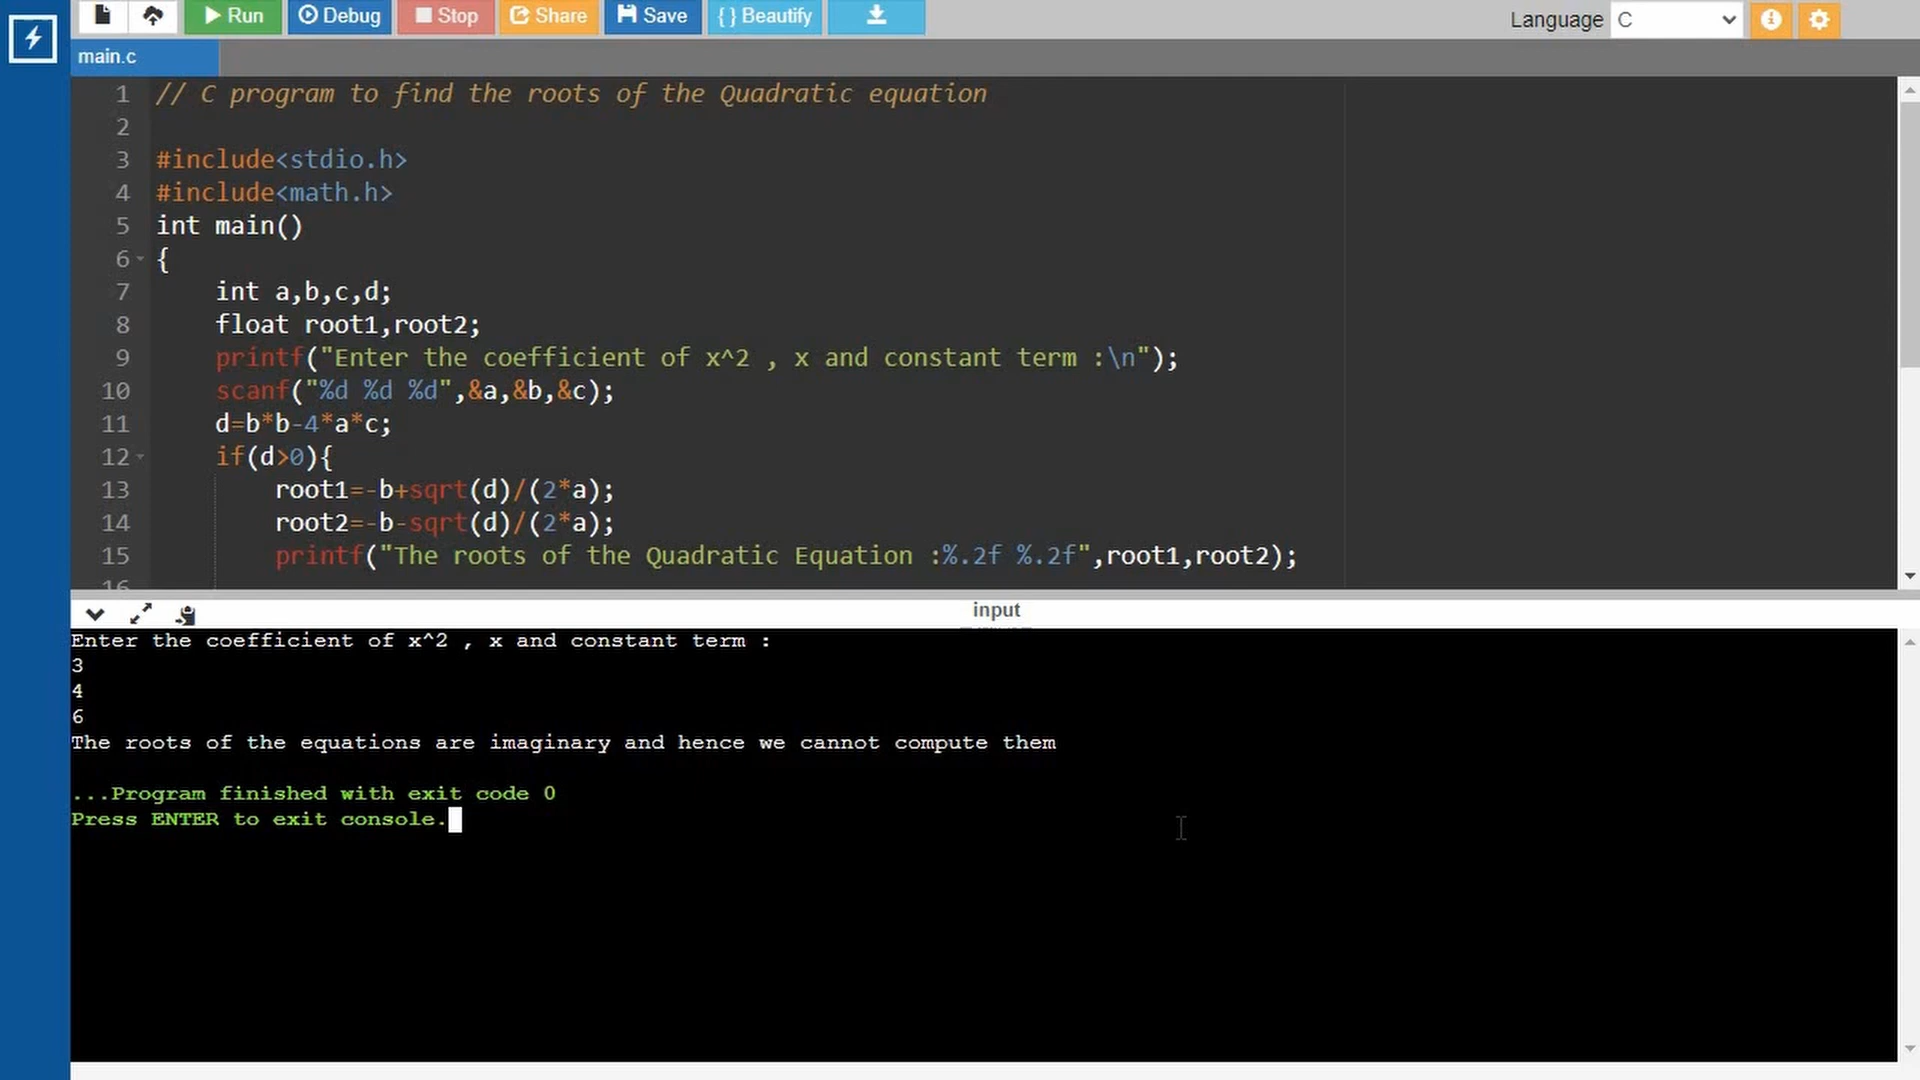 Run Debug Stop Share Save { } Beautify Language C
main.c
1 // C program to find the roots of the Quadratic equation
2
3 #include<stdio.h>
4 #include<math.h>
5 int main()
6 {
7 int a,b,c,d;
8 float root1,root2;
9 printf("Enter the coefficient of x^2 , x and constant term :\n");
10 scanf("%d %d %d",&a,&b,&c);
11 d=b*b-4*a*c;
12 if(d>0){
13 root1=-b+sqrt(d)/(2*a);
14 root2=-b-sqrt(d)/(2*a);
15 printf("The roots of the Quadratic Equation :%.2f %.2f",root1,root2);
16
input
Enter the coefficient of x^2 , x and constant term :
3
4
6
The roots of the equations are imaginary and hence we cannot compute them
...Program finished with exit code 0
Press ENTER to exit console.